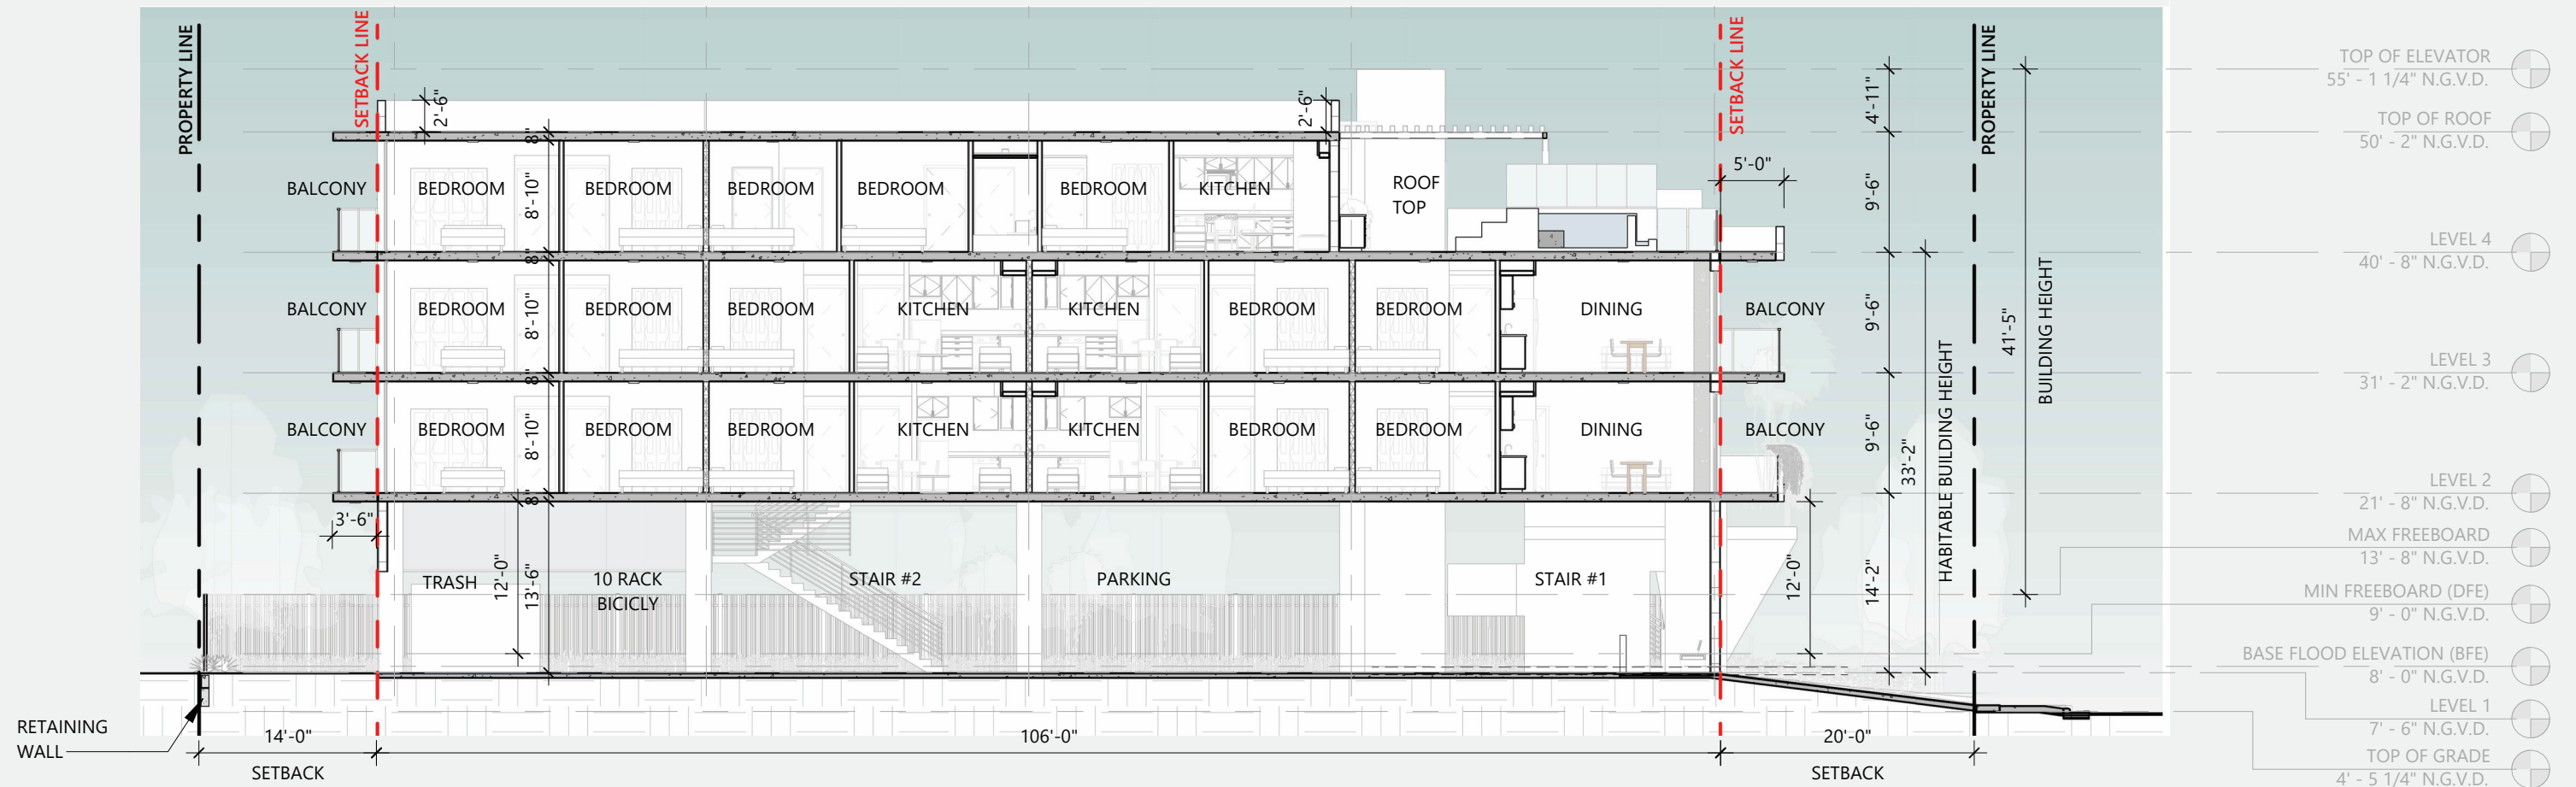 PROPERTY LINE
SETBACK LINE
SETBACK LINE
PROPERTY LINE
TOP OF ELEVATOR
55' - 1 1/4" N.G.V.D.
4'-11"
2'-6"
2'-6"
TOP OF ROOF
50' - 2" N.G.V.D.
8"
5'-0"
BALCONY
BEDROOM
8'-10"
BEDROOM
BEDROOM
BEDROOM
BEDROOM
KITCHEN
ROOF
TOP
9'-6"
LEVEL 4
40' - 8" N.G.V.D.
8"
BALCONY
BEDROOM
8'-10"
BEDROOM
BEDROOM
KITCHEN
KITCHEN
BEDROOM
BEDROOM
DINING
BALCONY
9'-6"
41'-5"
BUILDING HEIGHT
LEVEL 3
31' - 2" N.G.V.D.
8"
BALCONY
BEDROOM
8'-10"
BEDROOM
BEDROOM
KITCHEN
KITCHEN
BEDROOM
BEDROOM
DINING
BALCONY
9'-6"
33'-2"
HABITABLE BUILDING HEIGHT
LEVEL 2
21' - 8" N.G.V.D.
8"
3'-6"
MAX FREEBOARD
13' - 8" N.G.V.D.
TRASH
12'-0"
13'-6"
10 RACK
BICICLY
STAIR #2
PARKING
STAIR #1
12'-0"
14'-2"
MIN FREEBOARD (DFE)
9' - 0" N.G.V.D.
BASE FLOOD ELEVATION (BFE)
8' - 0" N.G.V.D.
LEVEL 1
7' - 6" N.G.V.D.
RETAINING
WALL
14'-0"
106'-0"
20'-0"
SETBACK
SETBACK
TOP OF GRADE
4' - 5 1/4" N.G.V.D.